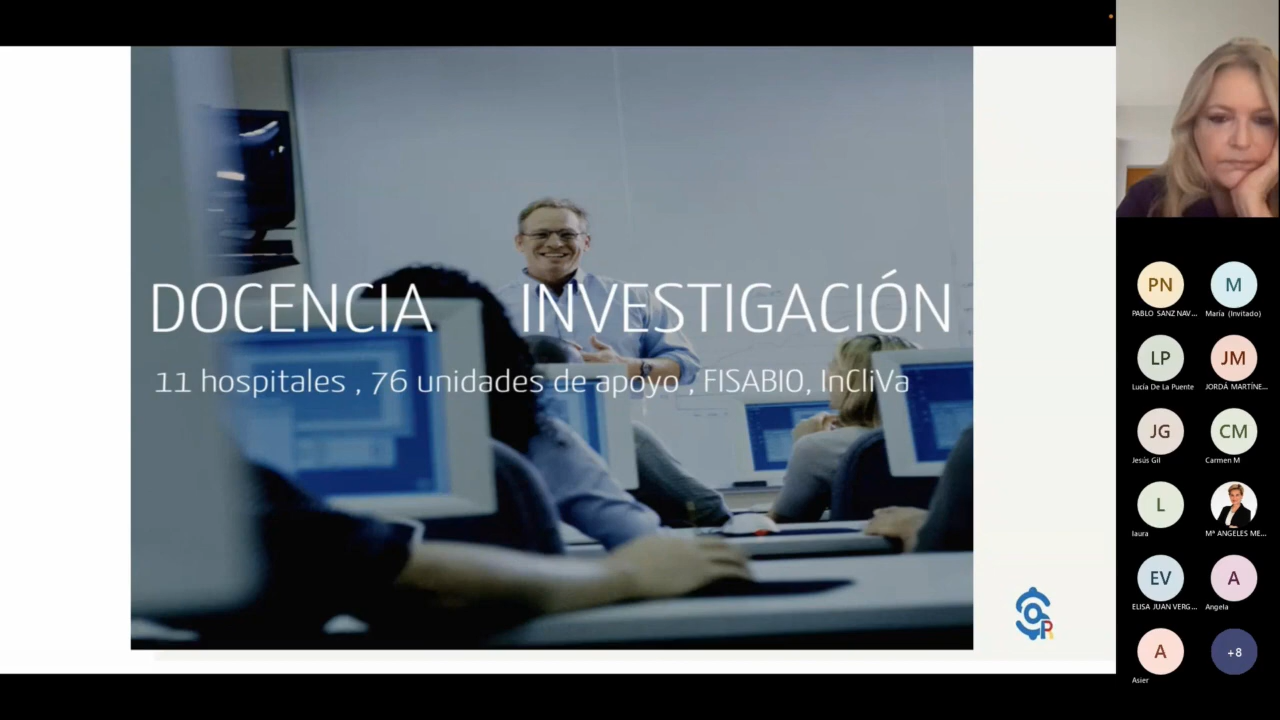 DOCENCIA INVESTIGACIÓN
11 hospitales , 76 unidades de apoyo , FISABIO, InCliVa
PN M
PABLO SANZ NAV... María (Invitado)
LP JM
Lucía De La Puente JORDÁ MARTÍNE...
JG CM
Jesús Gil Carmen M
L
laura Mª ANGELES ME...
EV A
ELISA JUAN VERG... Angela
A +8
Asier